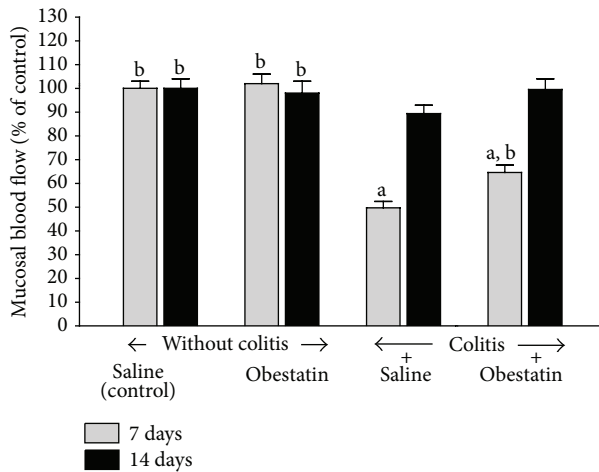 Mucosal blood flow (% of control)
130
120
110
100
90
80
70
60
50
40
30
20
10
0
b b b b a a, b
← Without colitis → ← Colitis →
+ +
Saline (control) Obestatin Saline Obestatin
7 days
14 days